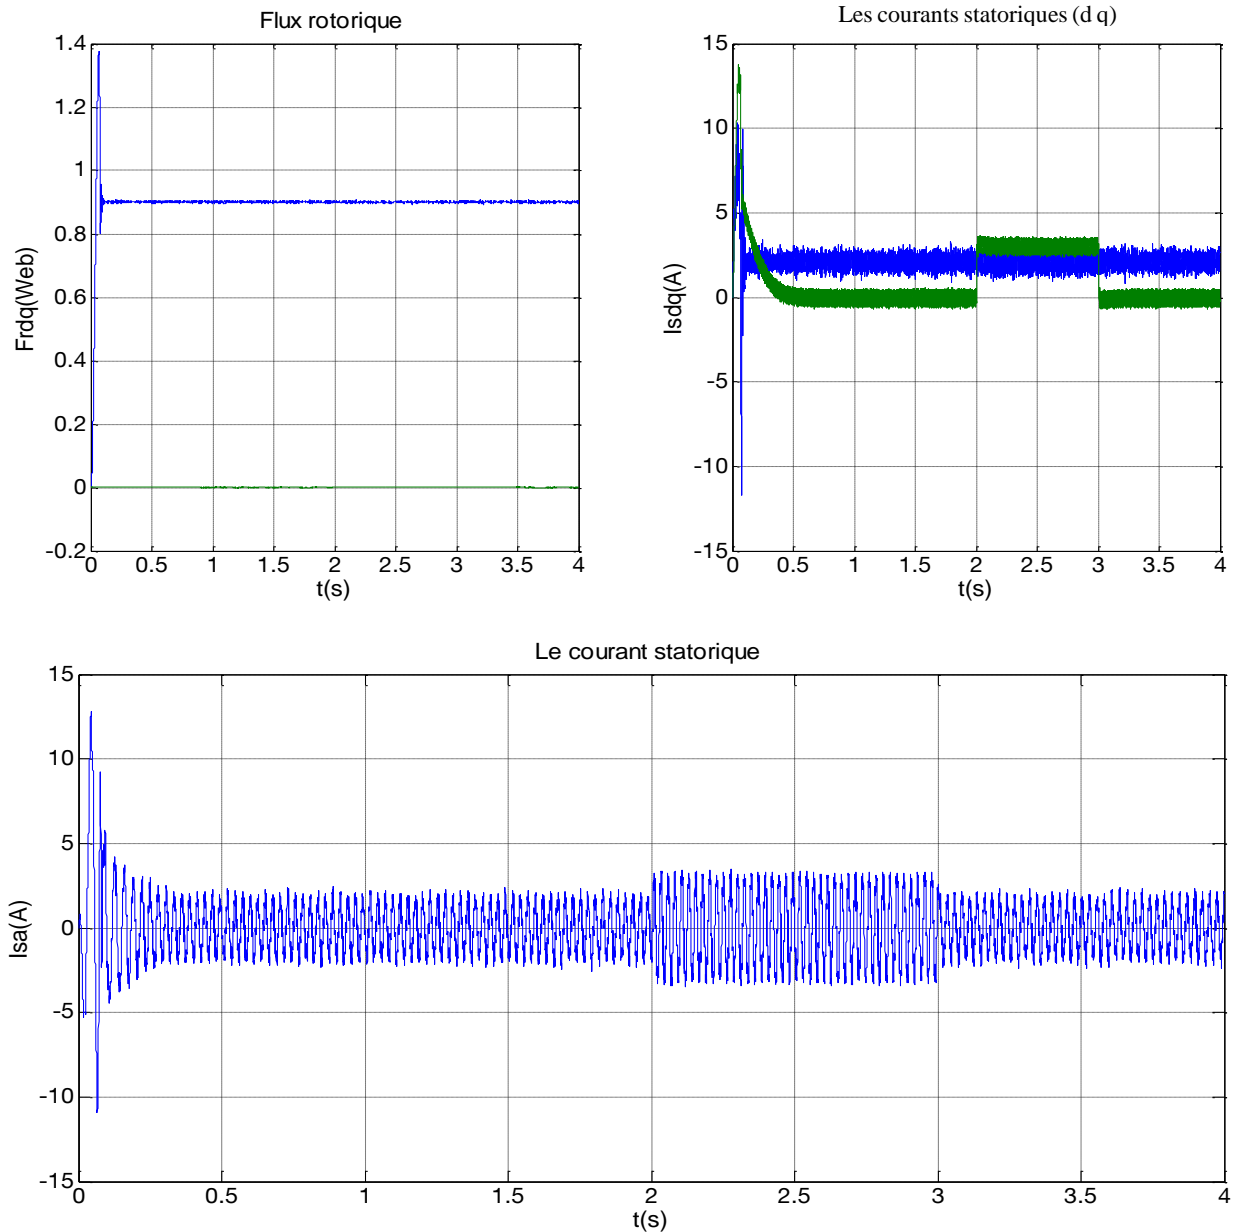 Flux rotorique
Les courants statoriques (d q)
1.4
1.2
1
0.8
0.6
0.4
0.2
0
-0.2
Frdq(Web)
0 0.5 1 1.5 2 2.5 3 3.5 4
t(s)
15
10
5
0
-5
-10
-15
Isdq(A)
0 0.5 1 1.5 2 2.5 3 3.5 4
t(s)
Le courant statorique
15
10
5
0
-5
-10
-15
Isa(A)
0 0.5 1 1.5 2 2.5 3 3.5 4
t(s)